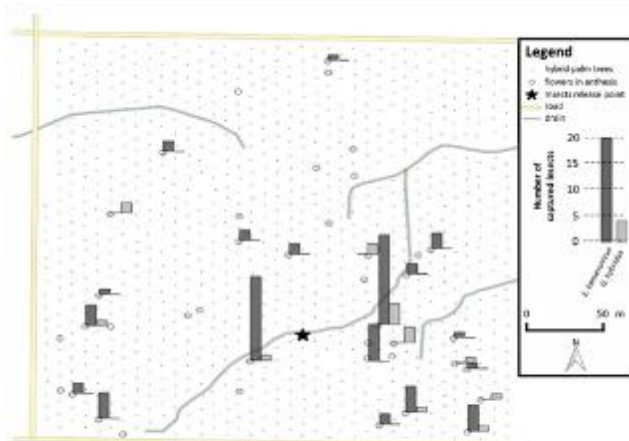 Legend
hybrid palm trees
flowers in anthesis
Insects release point
road
drain
Number of
captured insects
20
15
10
5
0
0 50 m
N